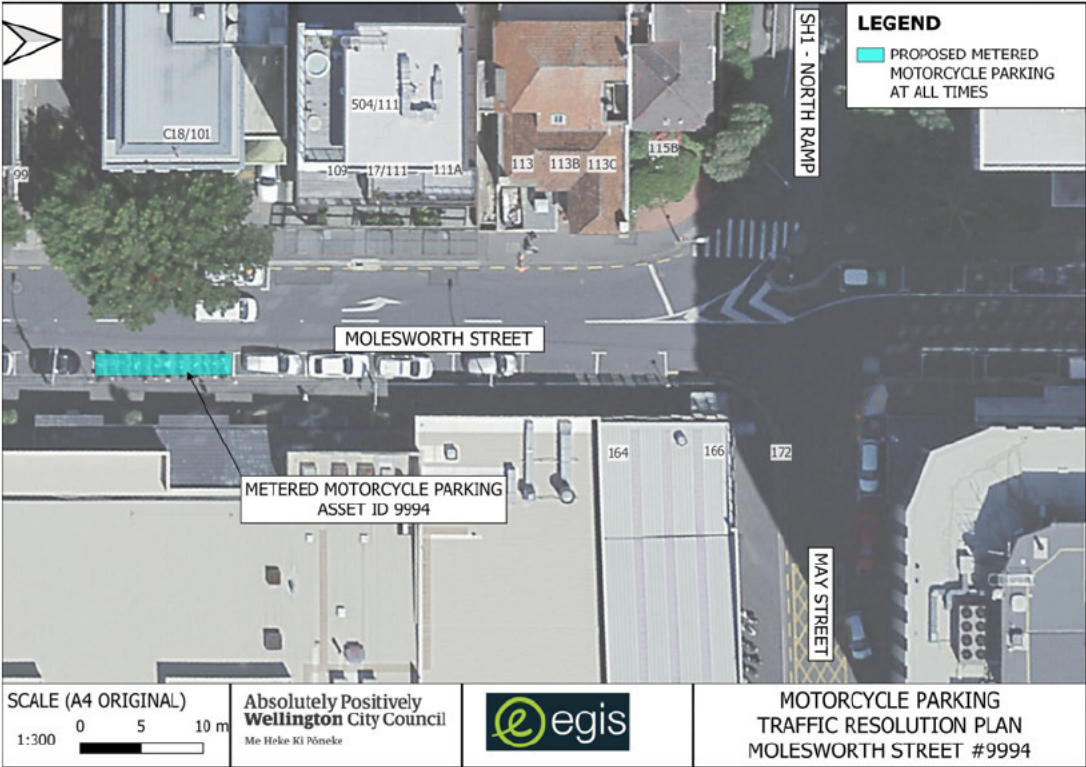 LEGEND
PROPOSED METERED
MOTORCYCLE PARKING
AT ALL TIMES
SH1 - NORTH RAMP
504/111
C18/101
99
109
17/111
111A
113
113B
113C
115B
MOLESWORTH STREET
METERED MOTORCYCLE PARKING
ASSET ID 9994
164
166
172
MAY STREET
SCALE (A4 ORIGINAL)
1:300
0 5 10 m
Absolutely Positively
Wellington City Council
Me Heke Ki Pōneke
egis
MOTORCYCLE PARKING
TRAFFIC RESOLUTION PLAN
MOLESWORTH STREET #9994